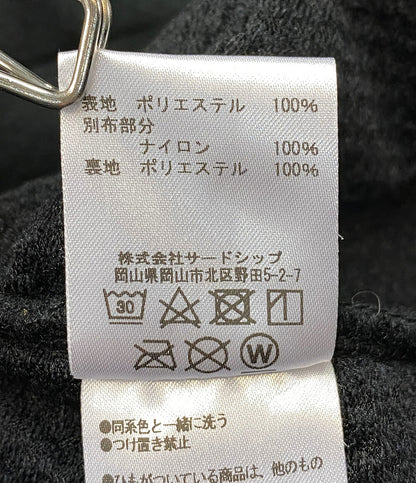 表地 ポリエステル 100%
別布部分
ナイロン 100%
裏地 ポリエステル 100%
株式会社サードシップ
岡山県岡山市北区野田5-2-7
30
W
●同系色と一緒に洗う
●つけ置き禁止
●ひもがついている商品は、他のもの